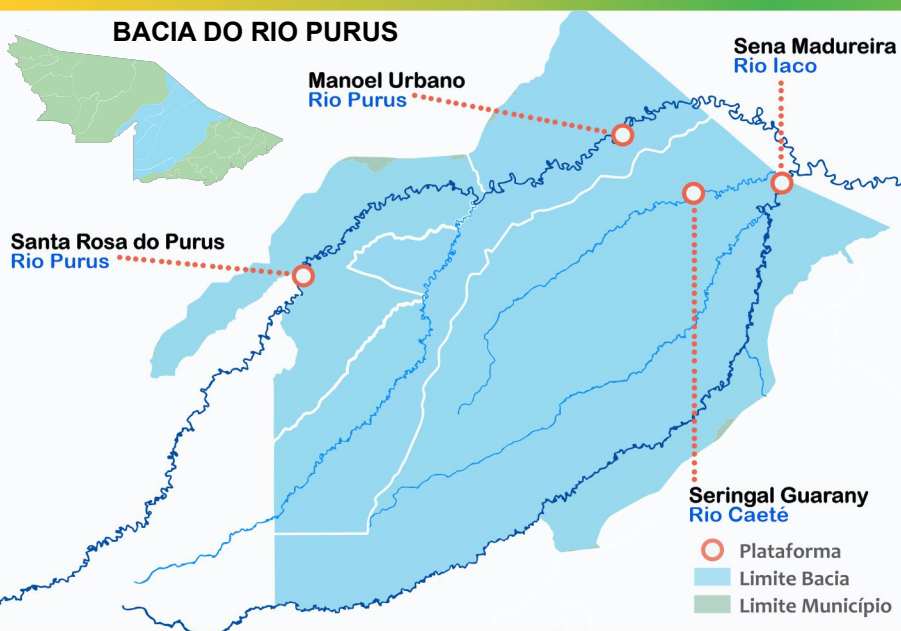 BACIA DO RIO PURUS
Sena Madureira
Rio Iaco
Manoel Urbano
Rio Purus
Santa Rosa do Purus
Rio Purus
Seringal Guarany
Rio Caeté
Plataforma
Limite Bacia
Limite Município